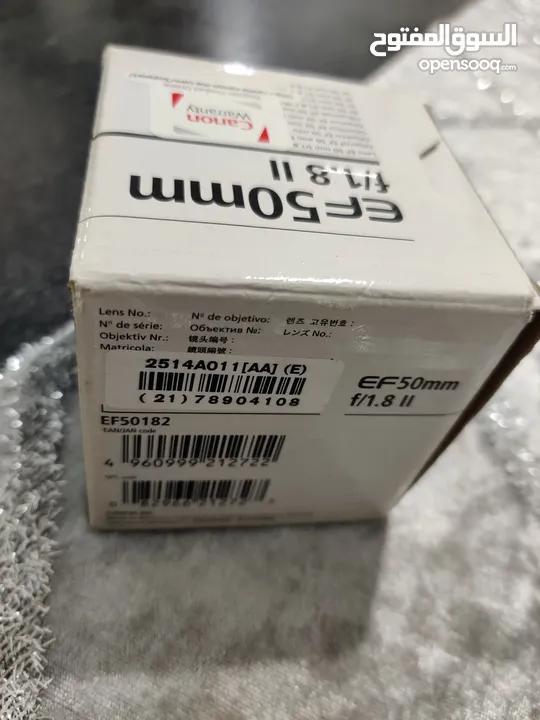 السوق المفتوح
opensooq.com
Canon
Warranty
EF50mm
f/1.8 II
Lens No.:
Nº de objetivo:
렌즈 고유번호 :
N° de série:
Объектив №:
レンズ No.:
Objektiv Nr.:
镜头编号 :
Matricola:
鏡頭編號 :
2514A011[AA] (E)
(21)78904108
EF50mm
f/1.8 II
EF50182
EAN/JAN code
4 960999 212722